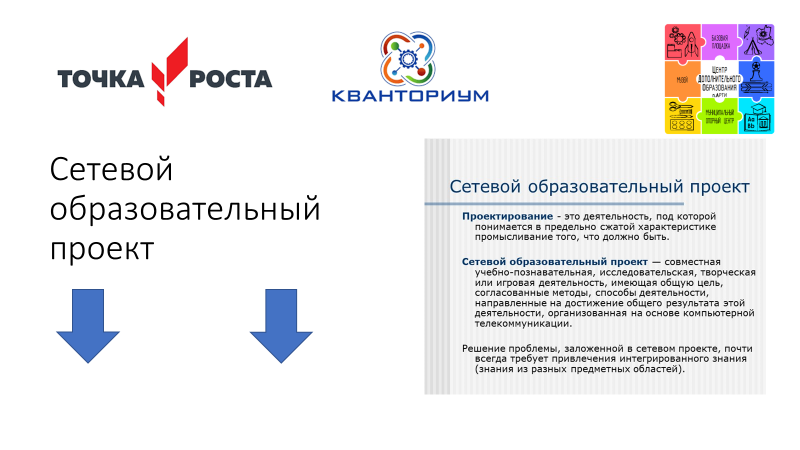 ТОЧКА РОСТА
КВАНТОРИУМ
БАЗОВАЯ
ПЛОЩАДКА
МУЗЕЙ
ЦЕНТР
ДОПОЛНИТЕЛЬНОГО
ОБРАЗОВАНИЯ
п.АРТИ
МУНИЦИПАЛЬНЫЙ
ОПОРНЫЙ ЦЕНТР
Сетевой
образовательный
проект
Сетевой образовательный проект
Проектирование - это деятельность, под которой
понимается в предельно сжатой характеристике
промысливание того, что должно быть.
Сетевой образовательный проект — совместная
учебно-познавательная, исследовательская, творческая
или игровая деятельность, имеющая общую цель,
согласованные методы, способы деятельности,
направленные на достижение общего результата этой
деятельности, организованная на основе компьютерной
телекоммуникации.
Решение проблемы, заложенной в сетевом проекте, почти
всегда требует привлечения интегрированного знания
(знания из разных предметных областей).